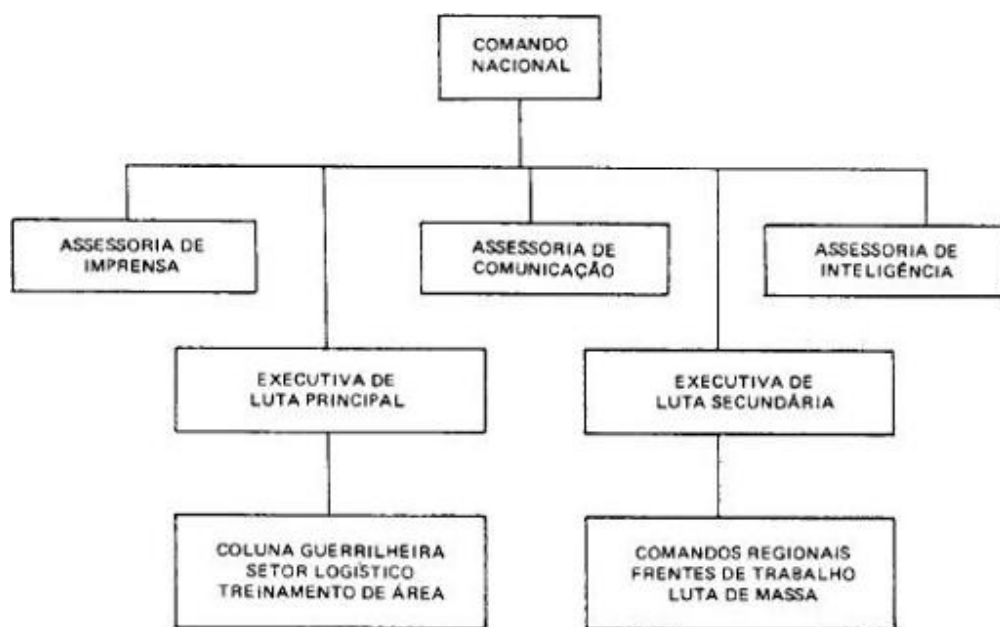 COMANDO
NACIONAL
ASSESSORIA DE
IMPRENSA
ASSESSORIA DE
COMUNICAÇÃO
ASSESSORIA DE
INTELIGÊNCIA
EXECUTIVA DE
LUTA PRINCIPAL
EXECUTIVA DE
LUTA SECUNDÁRIA
COLUNA GUERRILHEIRA
SETOR LOGÍSTICO
TREINAMENTO DE ÁREA
COMANDOS REGIONAIS
FRENTES DE TRABALHO
LUTA DE MASSA